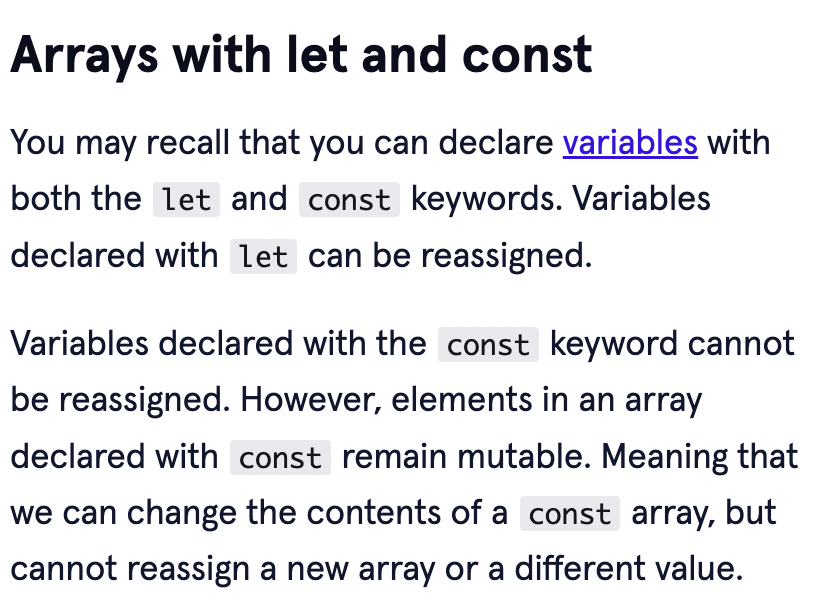 Arrays with let and const
You may recall that you can declare variables with
both the let and const keywords. Variables
declared with let can be reassigned.
Variables declared with the const keyword cannot
be reassigned. However, elements in an array
declared with const remain mutable. Meaning that
we can change the contents of a const array, but
cannot reassign a new array or a different value.